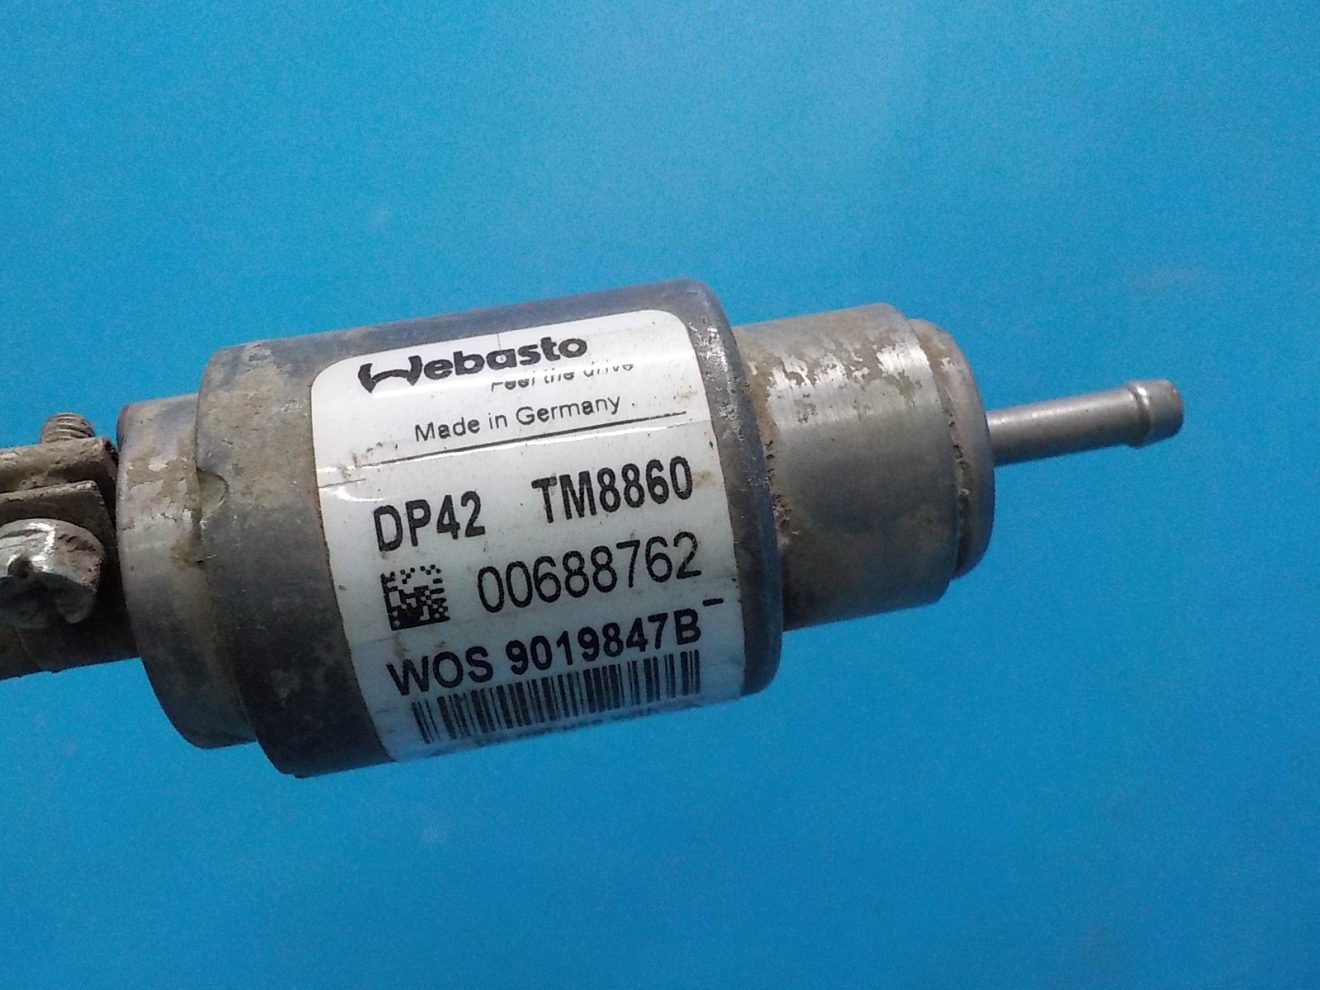 Webasto
Feel the drive
Made in Germany
DP42 TM8860
00688762
WOS 9019847B